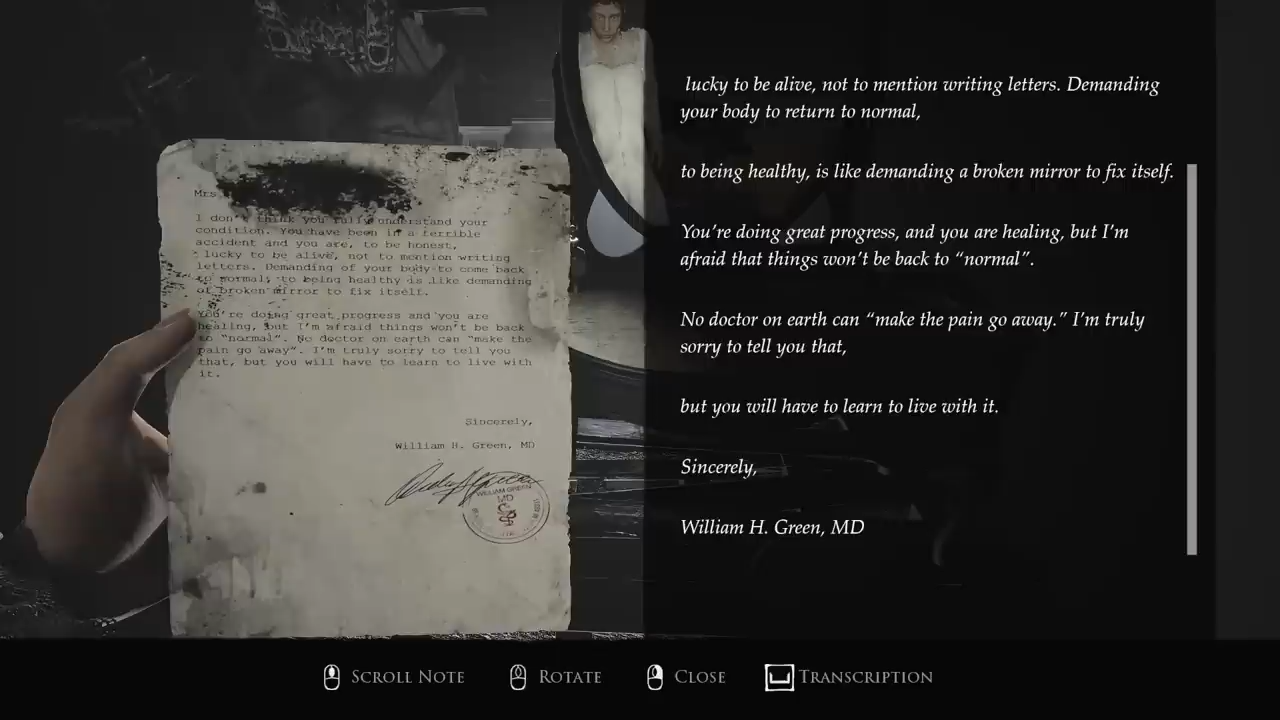 Mrs
I don't think you fully understand your
condition. You have been in a terrible
accident and you are, to be honest,
lucky to be alive, not to mention writing
letters. Demanding of your body to come back
to normal, to being healthy is like demanding
of broken mirror to fix itself.
You're doing great progress and you are
healing, but I'm afraid things won't be back
to "normal". No doctor on earth can "make the
pain go away". I'm truly sorry to tell you
that, but you will have to learn to live with
it.
Sincerely,
William H. Green, MD
WILLIAM GREEN
MD
lucky to be alive, not to mention writing letters. Demanding
your body to return to normal,
to being healthy, is like demanding a broken mirror to fix itself.
You're doing great progress, and you are healing, but I'm
afraid that things won't be back to “normal”.
No doctor on earth can “make the pain go away.” I'm truly
sorry to tell you that,
but you will have to learn to live with it.
Sincerely,
William H. Green, MD
SCROLL NOTE
ROTATE
CLOSE
TRANSCRIPTION